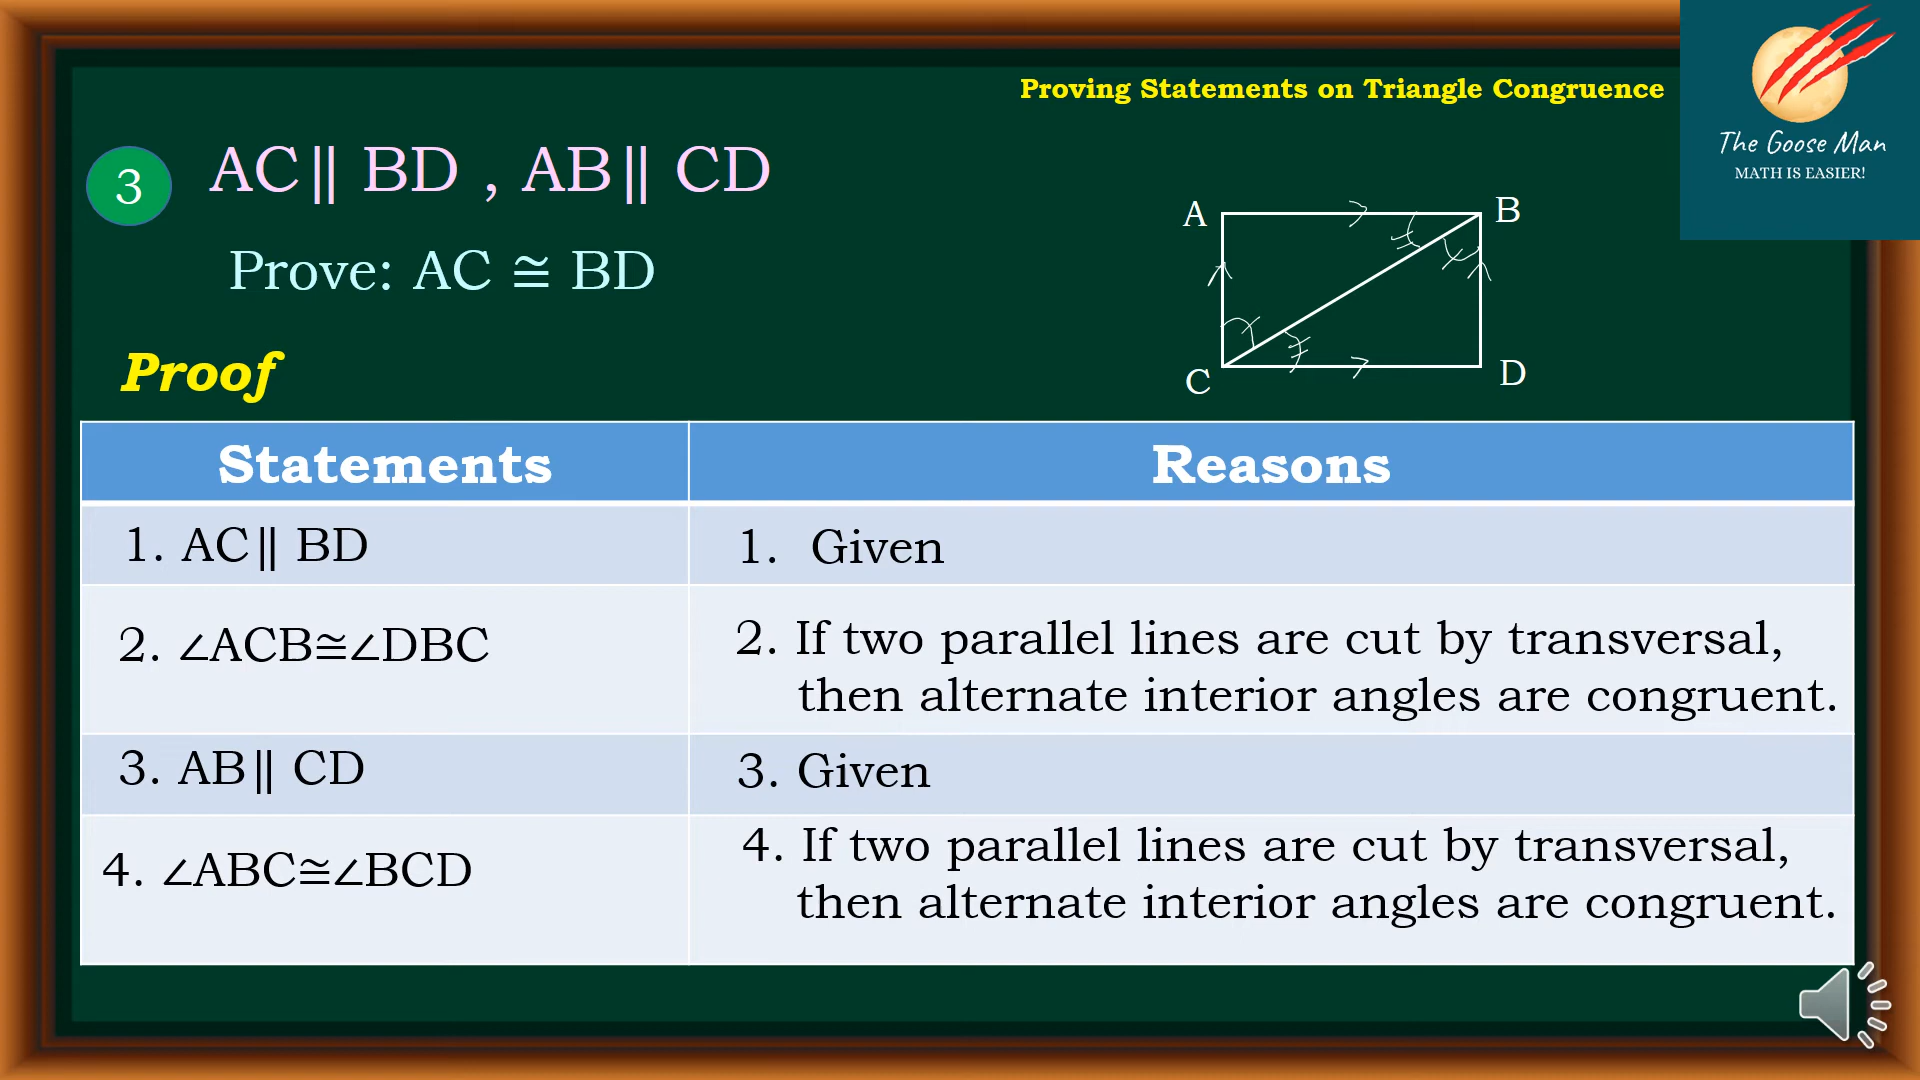 Proving Statements on Triangle Congruence
The Goose Man
MATH IS EASIER!
3
AC∥ BD , AB∥ CD
Prove: AC ≅ BD
A
B
C
D
Proof
Statements
Reasons
1. AC∥ BD
1. Given
2. ∠ACB≅∠DBC
2. If two parallel lines are cut by transversal,
then alternate interior angles are congruent.
3. AB∥ CD
3. Given
4. ∠ABC≅∠BCD
4. If two parallel lines are cut by transversal,
then alternate interior angles are congruent.